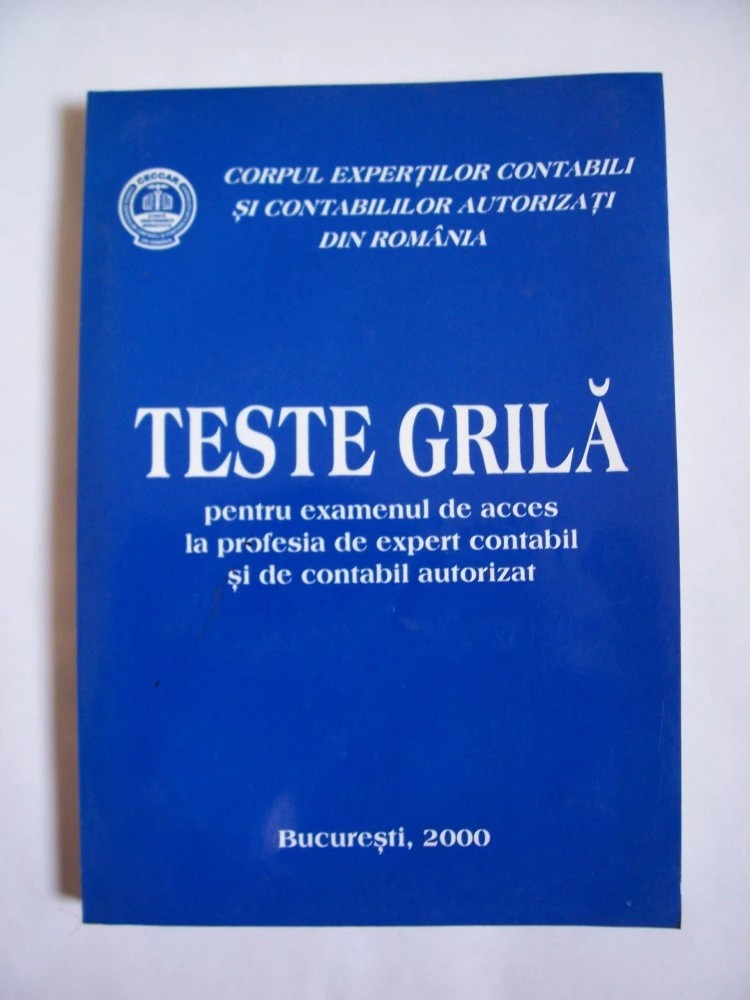 CECCAR
CORPUL EXPERȚILOR CONTABILI
ȘI CONTABILILOR AUTORIZAȚI
DIN ROMÂNIA
TESTE GRILĂ
pentru examenul de acces
la profesia de expert contabil
și de contabil autorizat
București, 2000